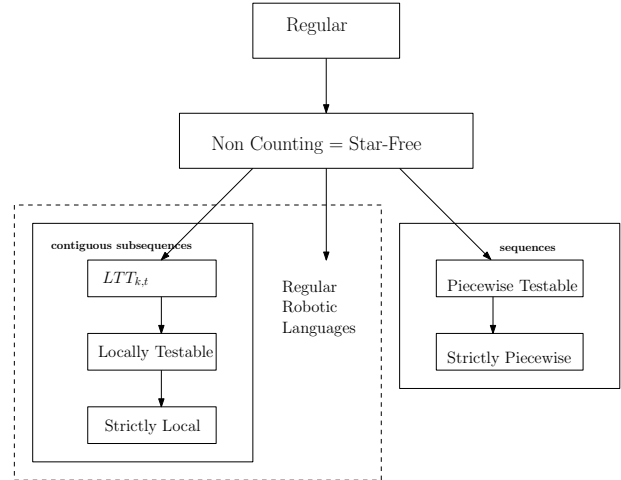 Regular
Non Counting = Star-Free
contiguous subsequences
LTT_{k,t}
Locally Testable
Strictly Local
Regular
Robotic
Languages
sequences
Piecewise Testable
Strictly Piecewise